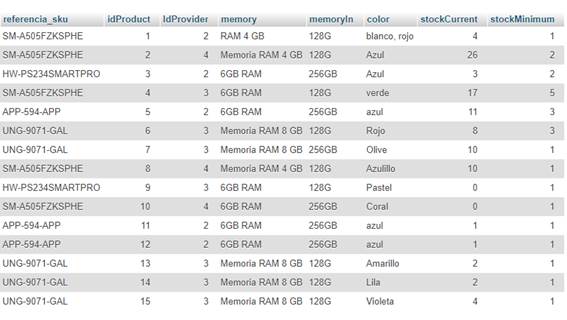 referencia_sku idProduct IdProvider memory memoryIn color stockCurrent stockMinimum
SM-A505FZKSPHE 1 2 RAM 4 GB 128G blanco, rojo 4 1
SM-A505FZKSPHE 2 4 Memoria RAM 4 GB 128G Azul 26 2
HW-PS234SMARTPRO 3 2 6GB RAM 256GB Azul 3 2
SM-A505FZKSPHE 4 3 6GB RAM 128G verde 17 5
APP-594-APP 5 2 6GB RAM 256GB azul 11 3
UNG-9071-GAL 6 3 Memoria RAM 8 GB 128G Rojo 8 3
UNG-9071-GAL 7 3 Memoria RAM 8 GB 256GB Olive 10 1
SM-A505FZKSPHE 8 4 Memoria RAM 4 GB 128G Azulillo 10 1
HW-PS234SMARTPRO 9 3 6GB RAM 128G Pastel 0 1
SM-A505FZKSPHE 10 4 6GB RAM 256GB Coral 0 1
APP-594-APP 11 2 6GB RAM 256GB azul 1 1
APP-594-APP 12 2 6GB RAM 256GB azul 1 1
UNG-9071-GAL 13 3 Memoria RAM 8 GB 128G Amarillo 2 1
UNG-9071-GAL 14 3 Memoria RAM 8 GB 128G Lila 2 1
UNG-9071-GAL 15 3 Memoria RAM 8 GB 128G Violeta 4 1